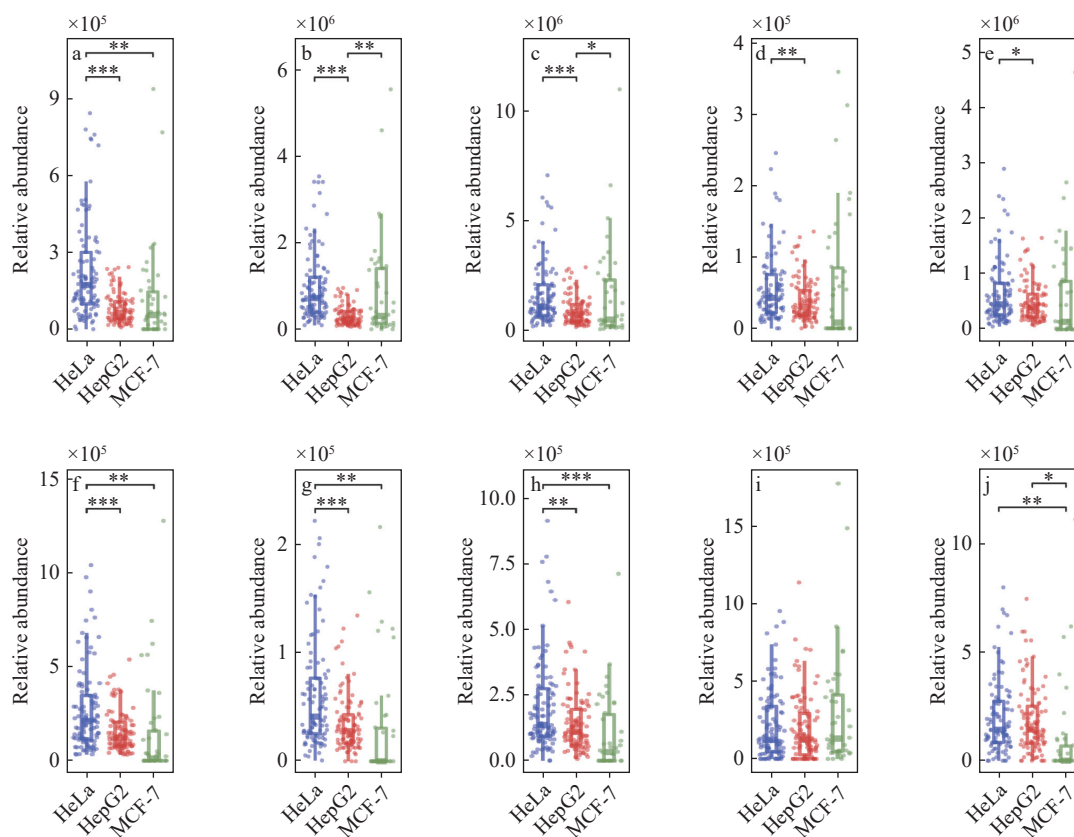 ×10⁵
a
**
***
9
3
0
Relative abundance
HeLa
HepG2
MCF-7
×10⁶
b
**
***
6
4
2
0
Relative abundance
HeLa
HepG2
MCF-7
×10⁶
c
*
***
10
5
0
Relative abundance
HeLa
HepG2
MCF-7
×10⁵
4
d
**
3
2
1
0
Relative abundance
HeLa
HepG2
MCF-7
×10⁶
5
e
*
4
3
2
1
0
Relative abundance
HeLa
HepG2
MCF-7
×10⁵
15
f
**
***
10
5
0
Relative abundance
HeLa
HepG2
MCF-7
×10⁵
g
**
***
2
1
0
Relative abundance
HeLa
HepG2
MCF-7
×10⁵
h
***
**
10.0
7.5
5.0
2.5
0.0
Relative abundance
HeLa
HepG2
MCF-7
×10⁵
i
15
10
5
0
Relative abundance
HeLa
HepG2
MCF-7
×10⁵
j
*
**
10
5
0
Relative abundance
HeLa
HepG2
MCF-7